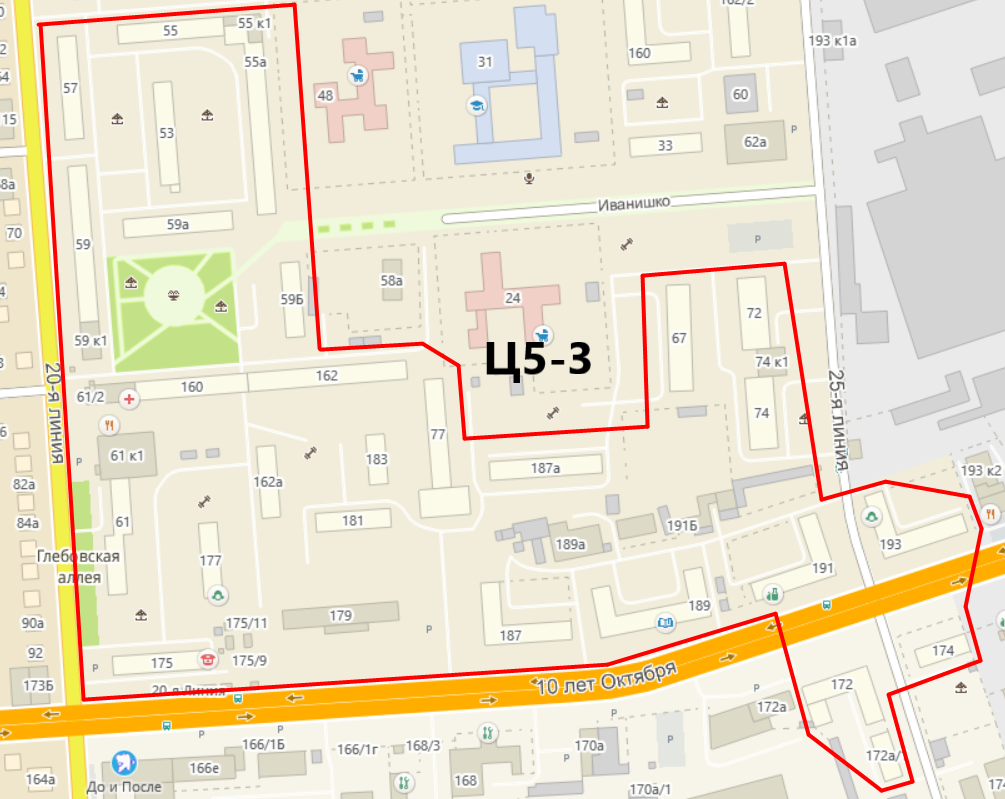 55
55 к1
162/2
193 к1а
55а
31
160
57
48
60
15
53
33
62а
P
58а
Иванишко
59а
70
59
P
58а
59Б
24
72
67
59 к1
Ц5-3
74 к1
160
162
20-я линия
25-я линия
61/2
77
74
61 к1
P
183
187а
193 к2
82а
162а
84а
61
181
191Б
193
Глебовская
аллея
177
189а
191
189
90а
175/11
179
P
187
174
92
P
175
175/9
173Б
20-я Линия
10 лет Октября
172
P
172а
P
P
P
166/1Б
166/1г
168/3
170а
P
172а/
164а
До и После
166е
P
168
170а/1